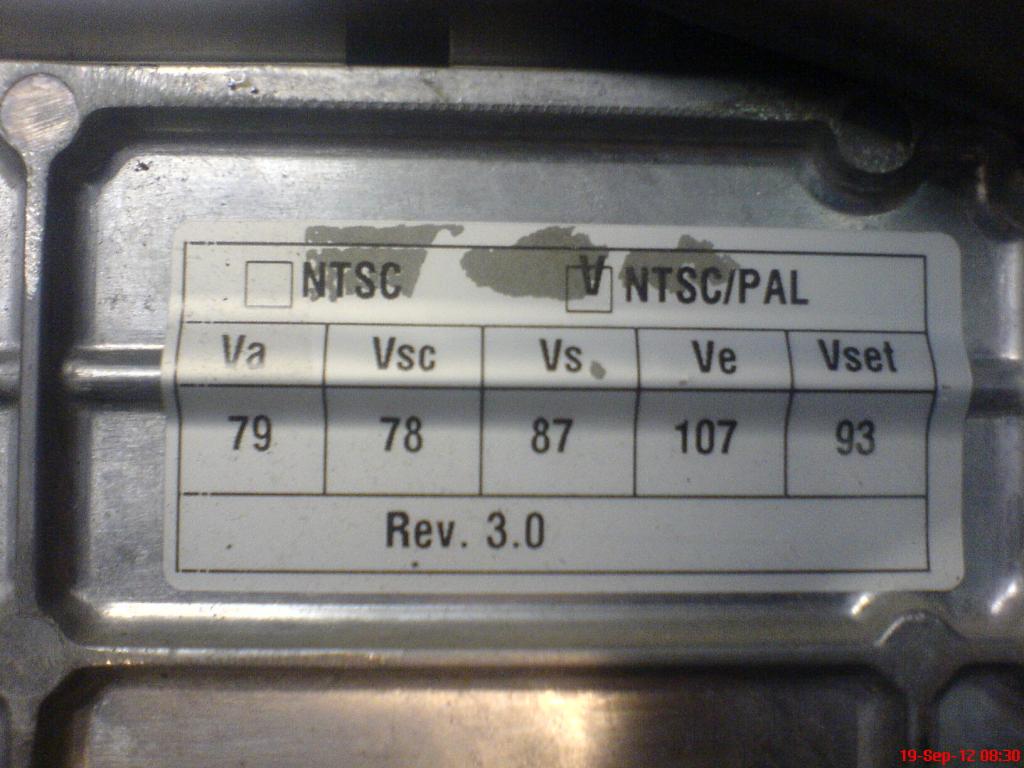 ☐ NTSC ☑ NTSC/PAL
Va Vsc Vs Ve Vset
79 78 87 107 93
Rev. 3.0
19-Sep-12 08:30